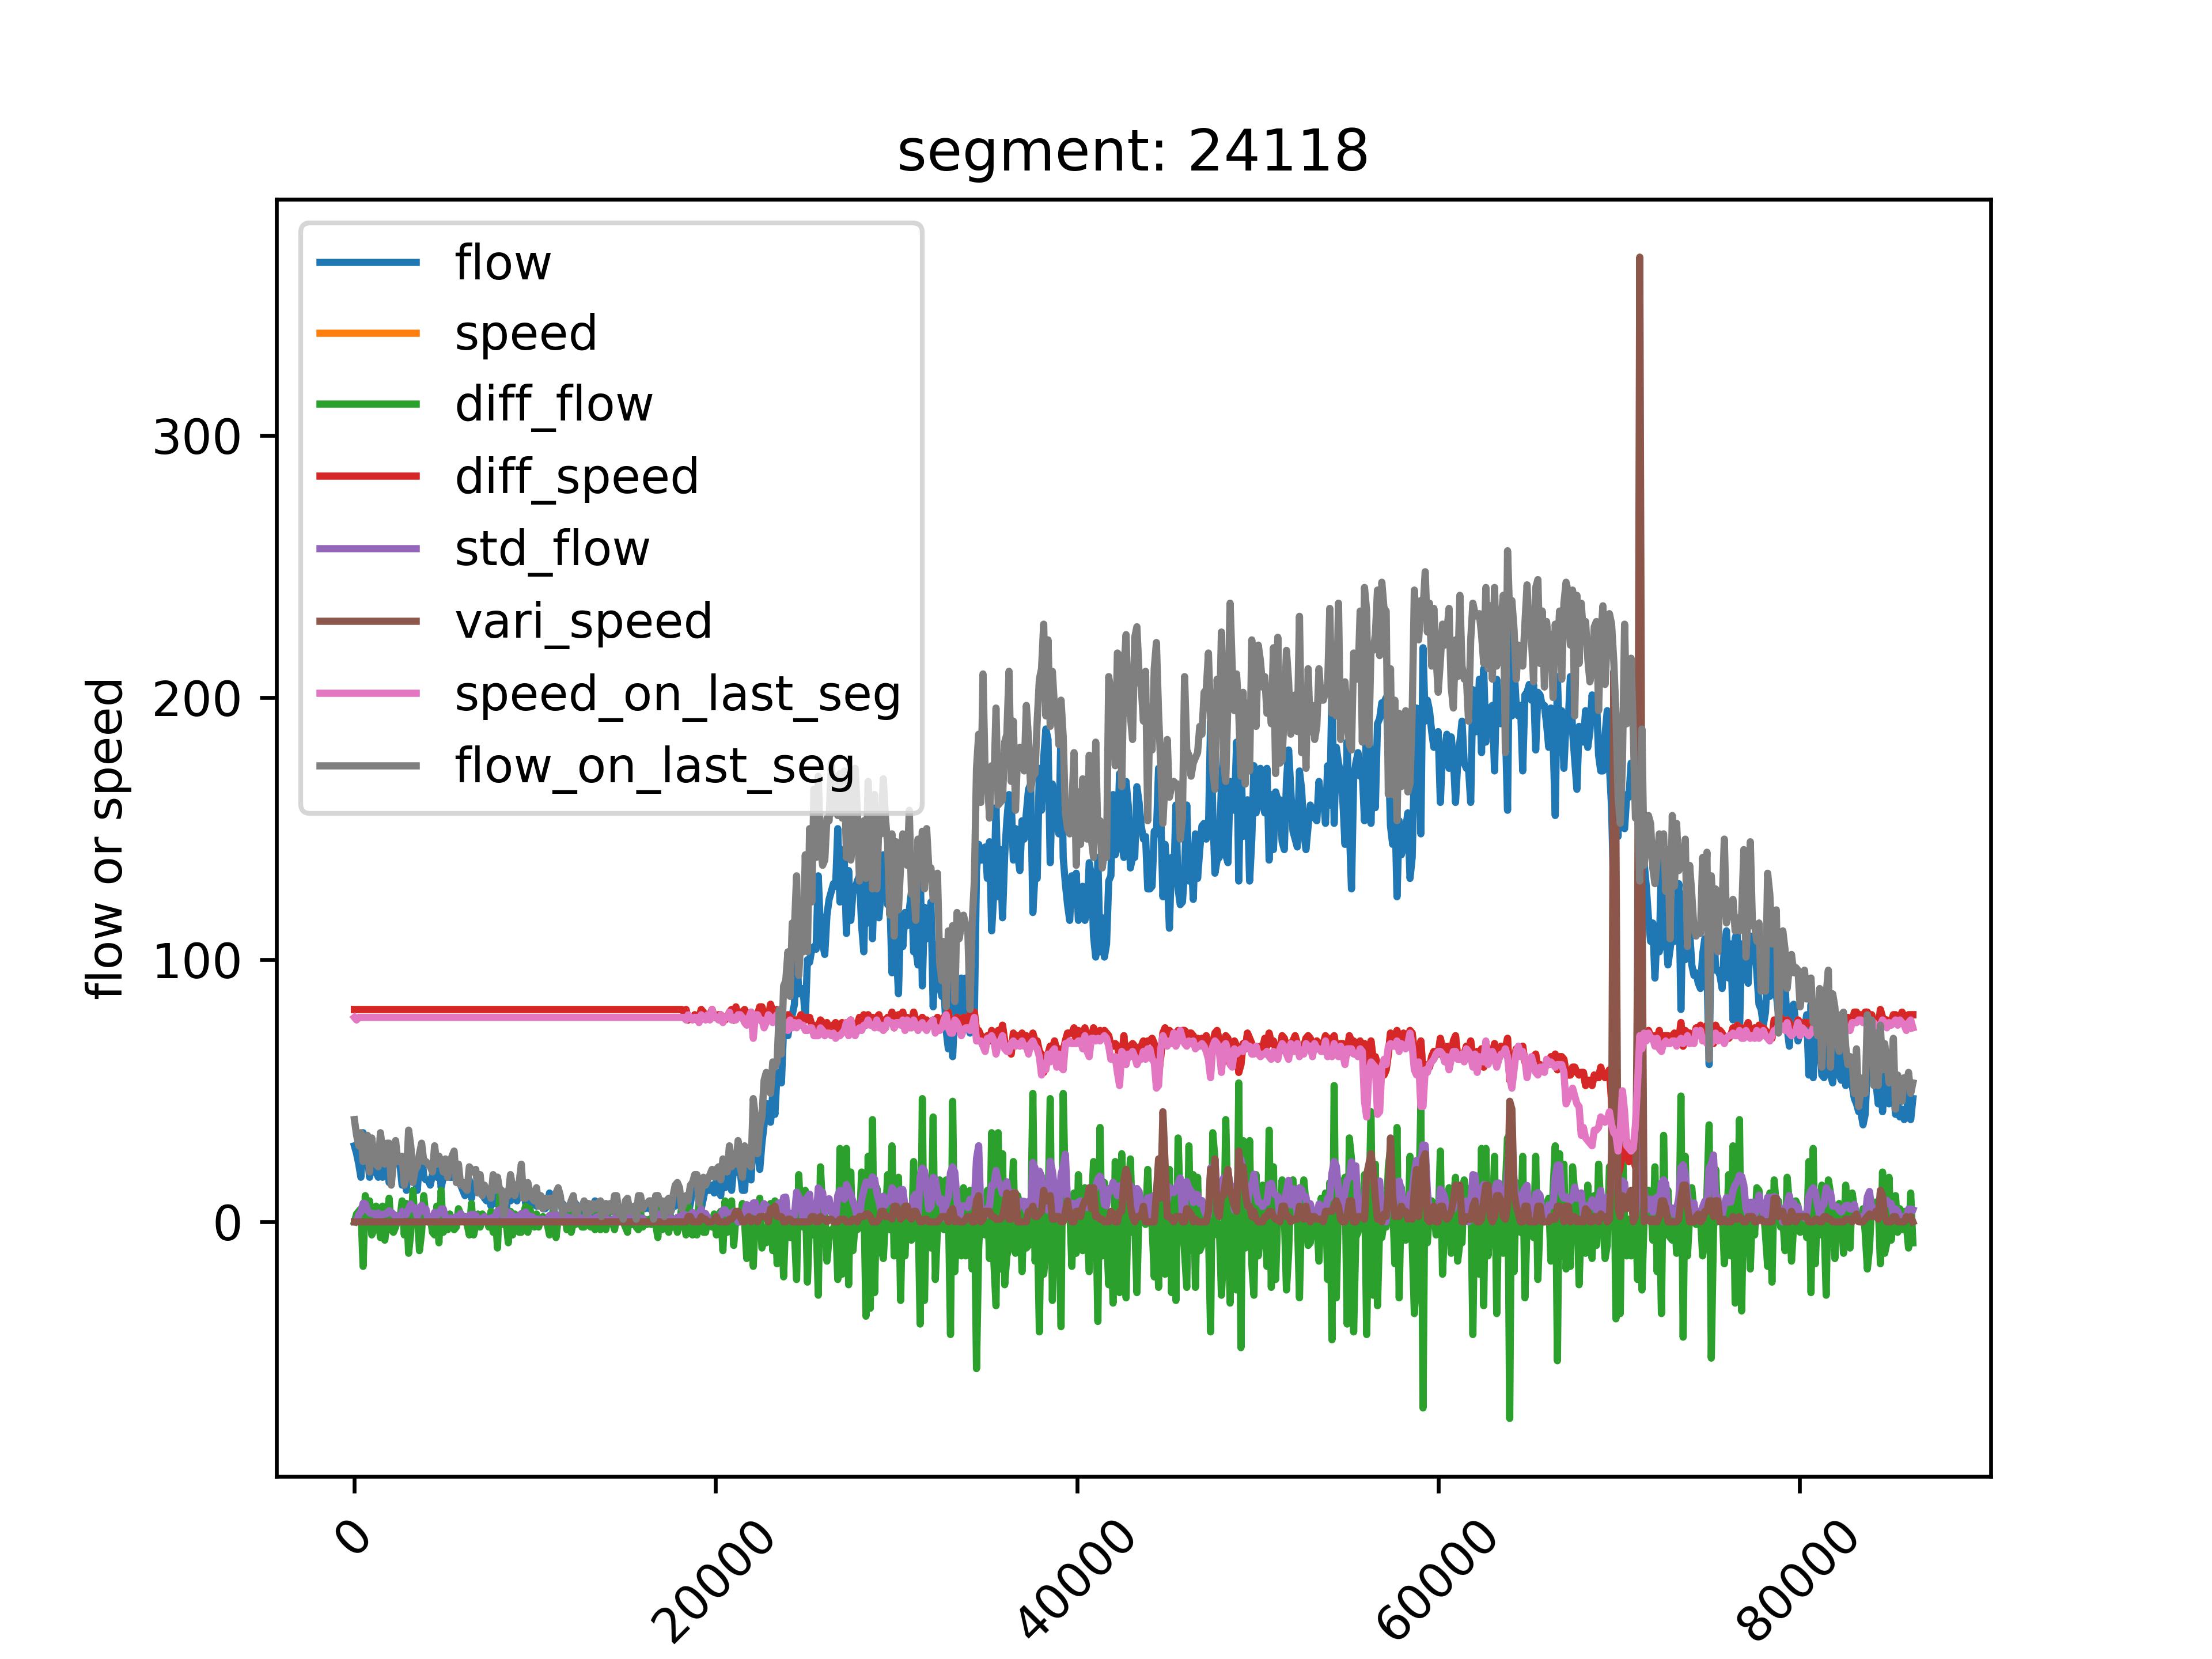 segment: 24118
flow
speed
diff_flow
diff_speed
std_flow
vari_speed
speed_on_last_seg
flow_on_last_seg
flow or speed
300
200
100
0
0
20000
40000
60000
80000